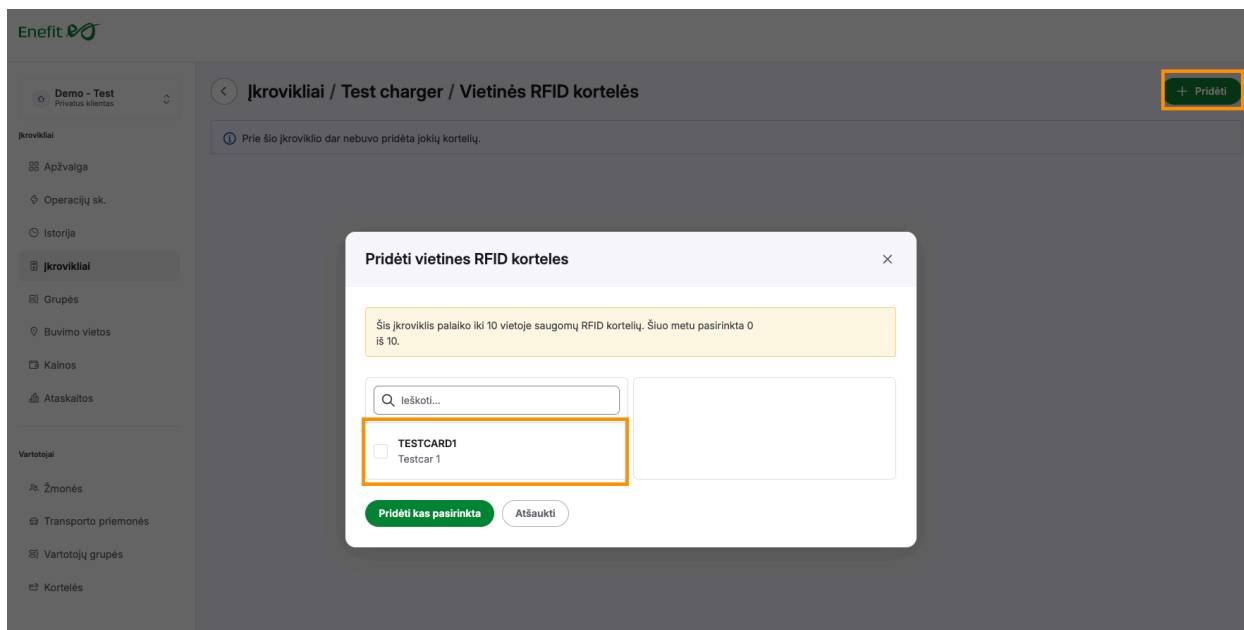 Enefit
Demo - Test
Privatus klientas
Įkrovikliai / Test charger / Vietinės RFID kortelės
+ Pridėti
Įkrovikliai
Prie šio įkroviklio dar nebuvo pridėta jokių kortelių.
Apžvalga
Operacijų sk.
Istorija
Įkrovikliai
Grupės
Buvimo vietos
Kainos
Ataskaitos
Vartotojai
Žmonės
Transporto priemonės
Vartotojų grupės
Kortelės
Pridėti vietines RFID korteles
Šis įkroviklis palaiko iki 10 vietoje saugomų RFID kortelių. Šiuo metu pasirinkta 0
iš 10.
Ieškoti...
TESTCARD1
Testcar 1
Pridėti kas pasirinkta
Atšaukti